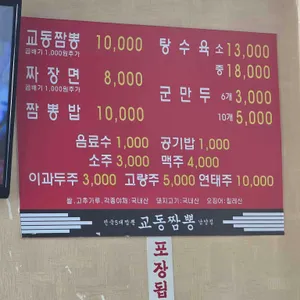 교동짬뽕 10,000 탕수육 소 13,000
곱빼기 1,000원추가
중 18,000
짜장면 8,000 군만두 6개 3,000
곱빼기 1,000원추가
짬뽕밥 10,000 10개 5,000
음료수 1,000 공기밥 1,000
소주 3,000 맥주 4,000
이과두주 3,000 고량주 5,000 연태주 10,000
쌀, 고추가루, 각종야채:국내산 돼지고기:국내산 오징어:칠레산
교동짬뽕
포장됩